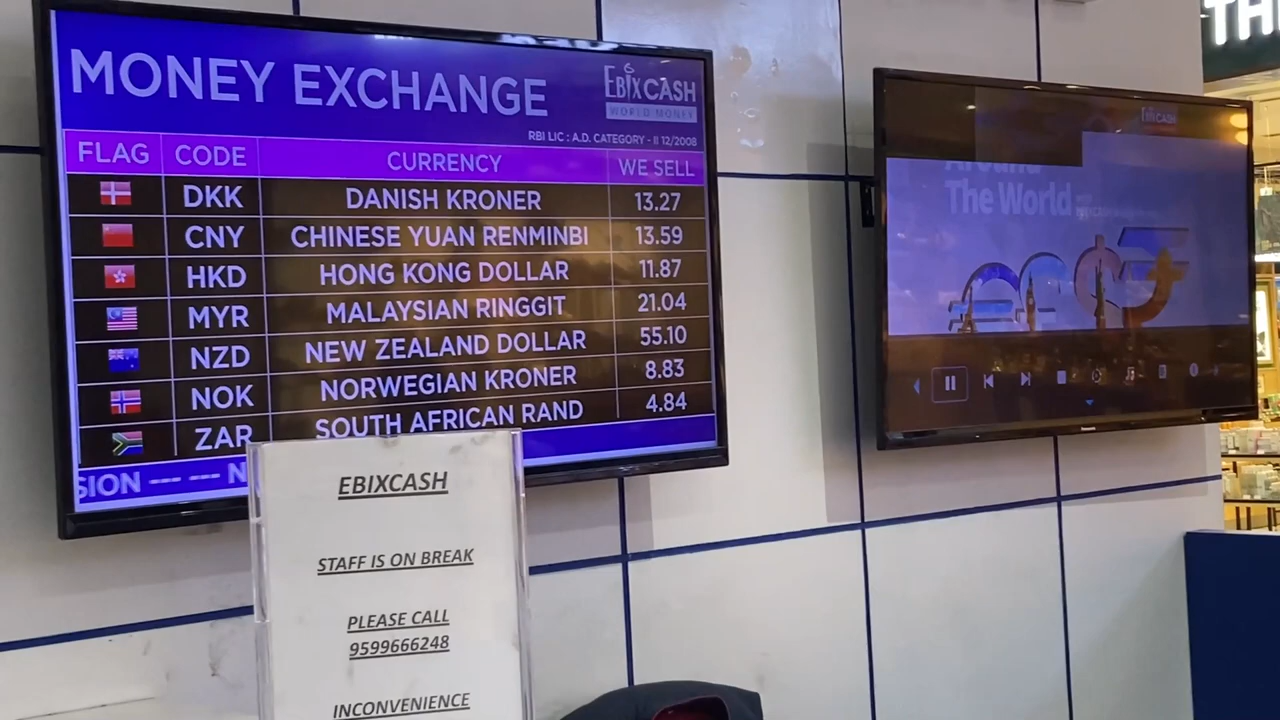 MONEY EXCHANGE
EBIXCASH
WORLD MONEY
RBI LIC : A.D. CATEGORY - II 12/2008
FLAG CODE CURRENCY WE SELL
DKK DANISH KRONER 13.27
CNY CHINESE YUAN RENMINBI 13.59
HKD HONG KONG DOLLAR 11.87
MYR MALAYSIAN RINGGIT 21.04
NZD NEW ZEALAND DOLLAR 55.10
NOK NORWEGIAN KRONER 8.83
ZAR SOUTH AFRICAN RAND 4.84
SION --- --- N
EBIXCASH
STAFF IS ON BREAK
PLEASE CALL
9599666248
INCONVENIENCE
EBIXCASH
Around
The World
TH